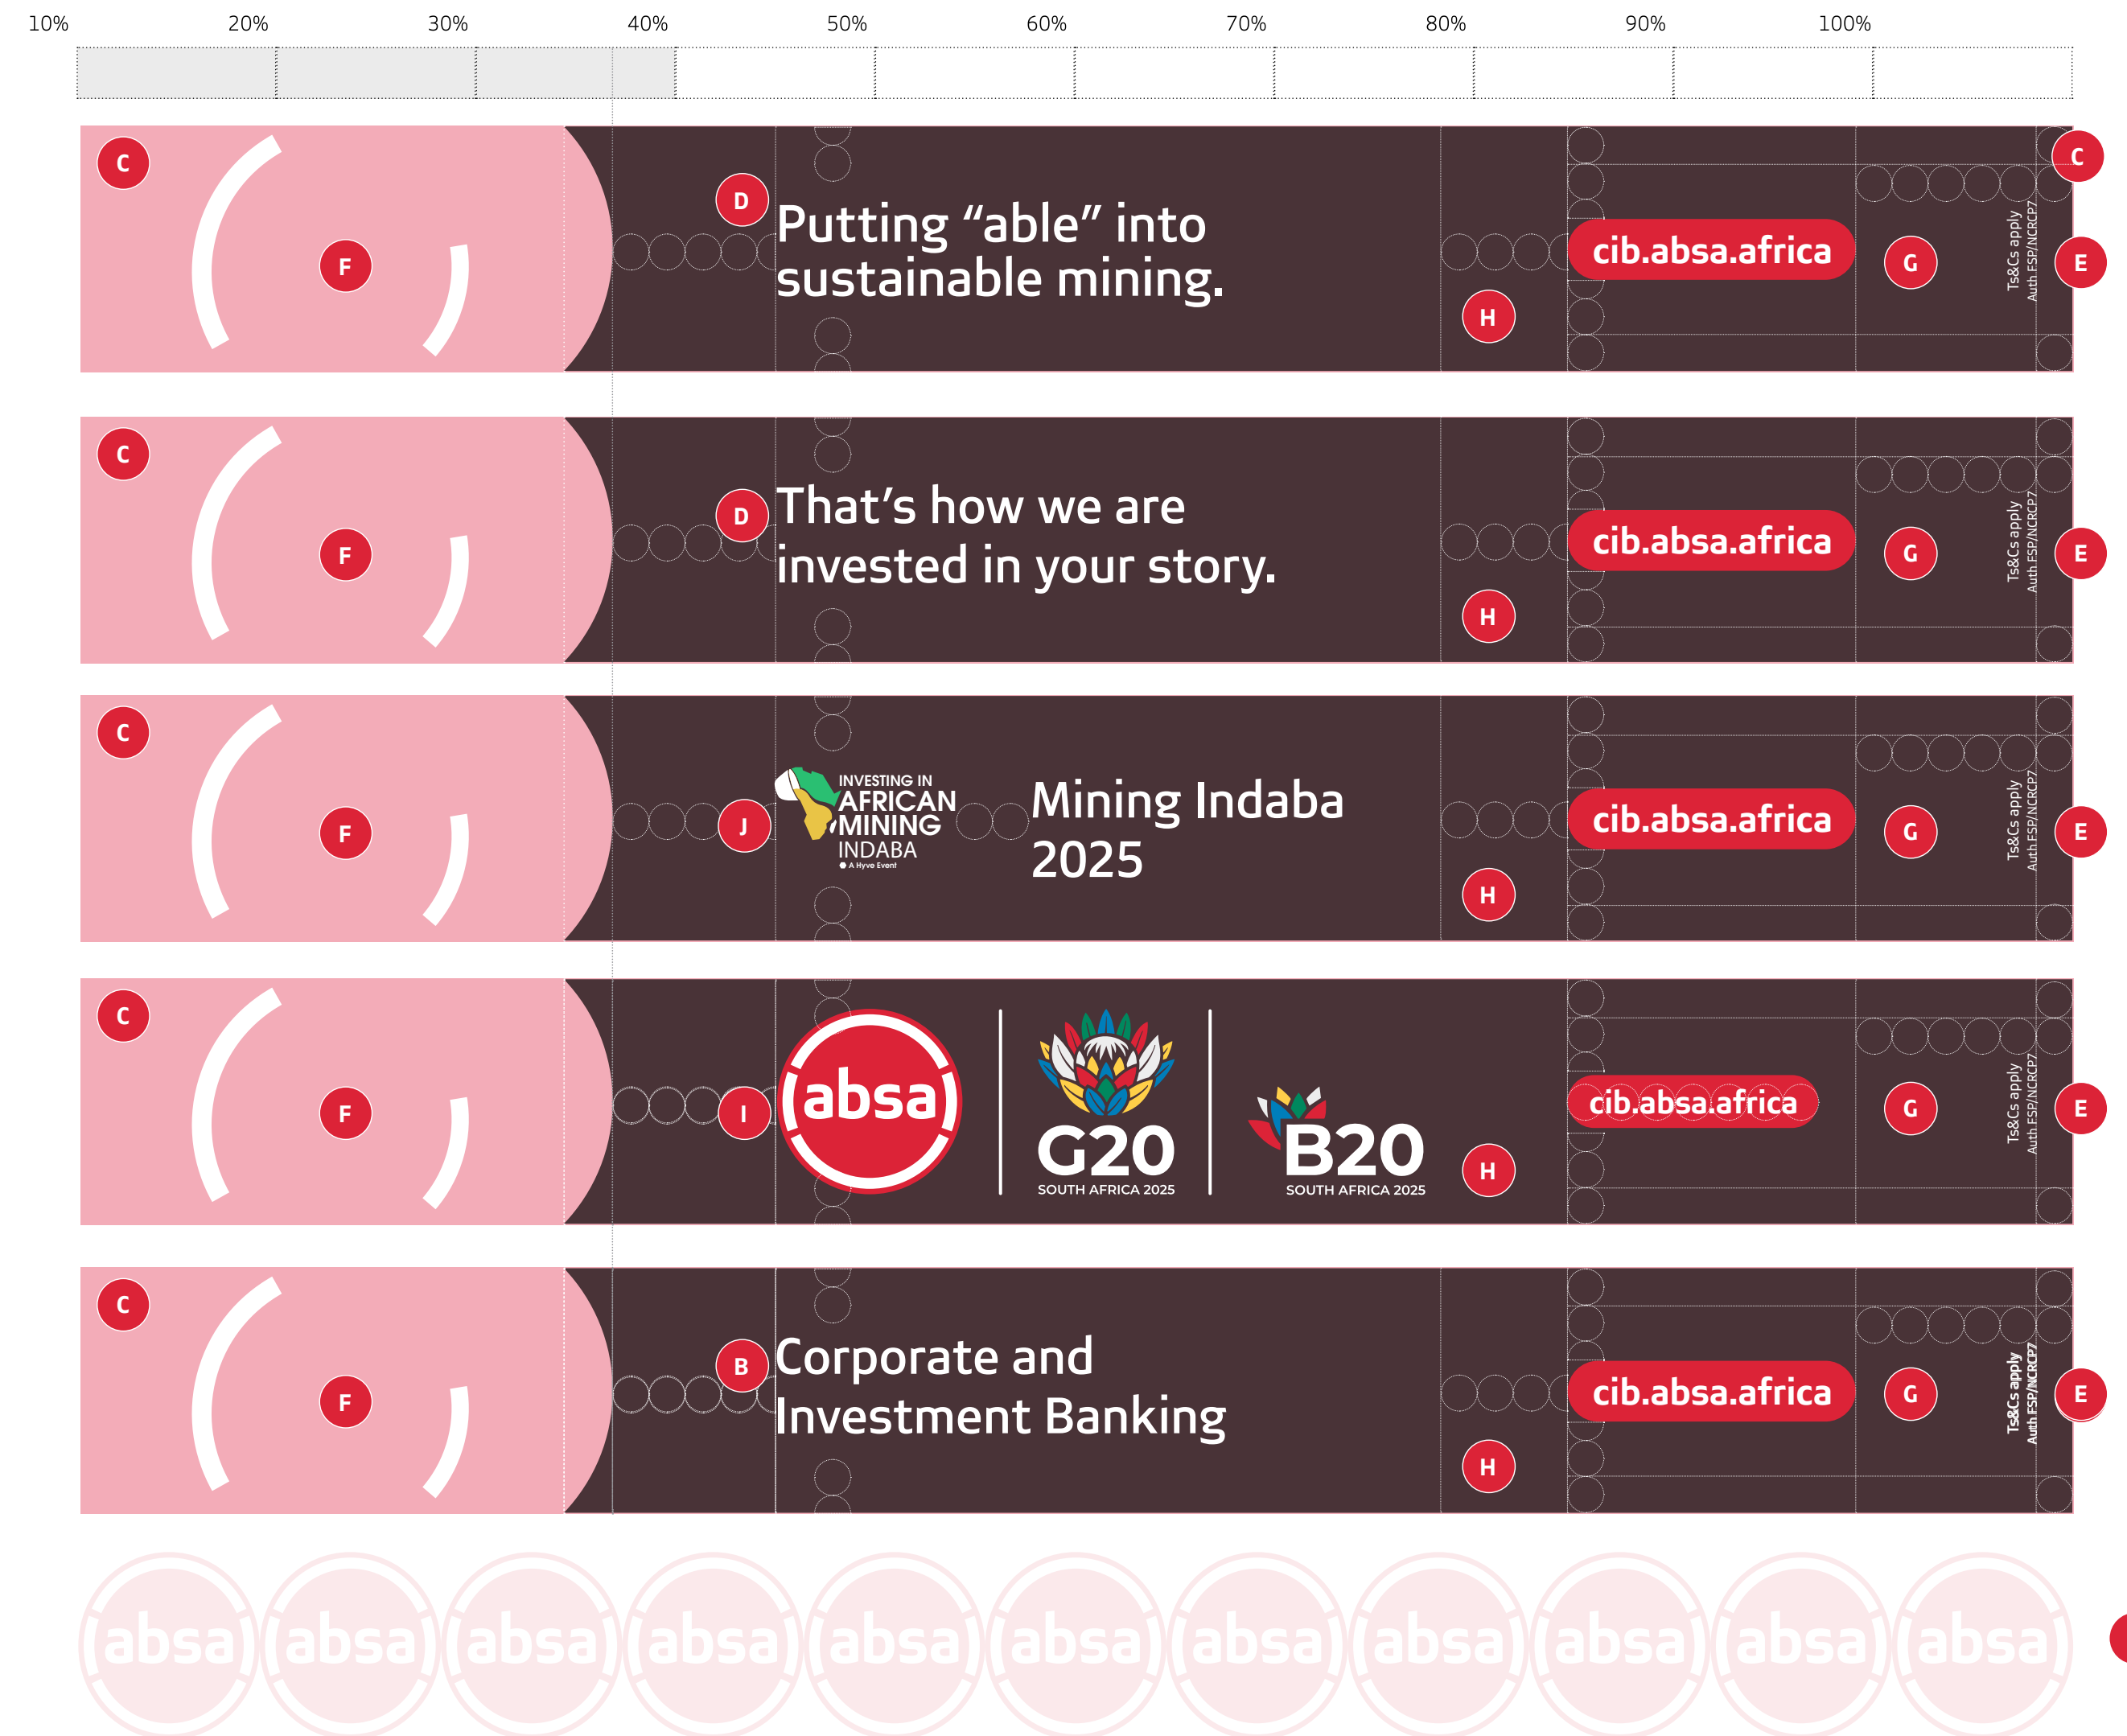 10% 20% 30% 40% 50% 60% 70% 80% 90% 100%
C
C
F
D
Putting “able” into
sustainable mining.
H
cib.absa.africa
G
Ts&Cs apply
Auth FSP/NCRCP7
E
C
F
D
That’s how we are
invested in your story.
H
cib.absa.africa
G
Ts&Cs apply
Auth FSP/NCRCP7
E
C
F
J
INVESTING IN
AFRICAN
MINING
INDABA
A Hyve Event
Mining Indaba
2025
H
cib.absa.africa
G
Ts&Cs apply
Auth FSP/NCRCP7
E
C
F
I
absa
G20
SOUTH AFRICA 2025
B20
SOUTH AFRICA 2025
H
cib.absa.africa
G
Ts&Cs apply
Auth FSP/NCRCP7
E
C
F
B
Corporate and
Investment Banking
H
cib.absa.africa
G
Ts&Cs apply
Auth FSP/NCRCP7
E
absa absa absa absa absa absa absa absa absa absa absa